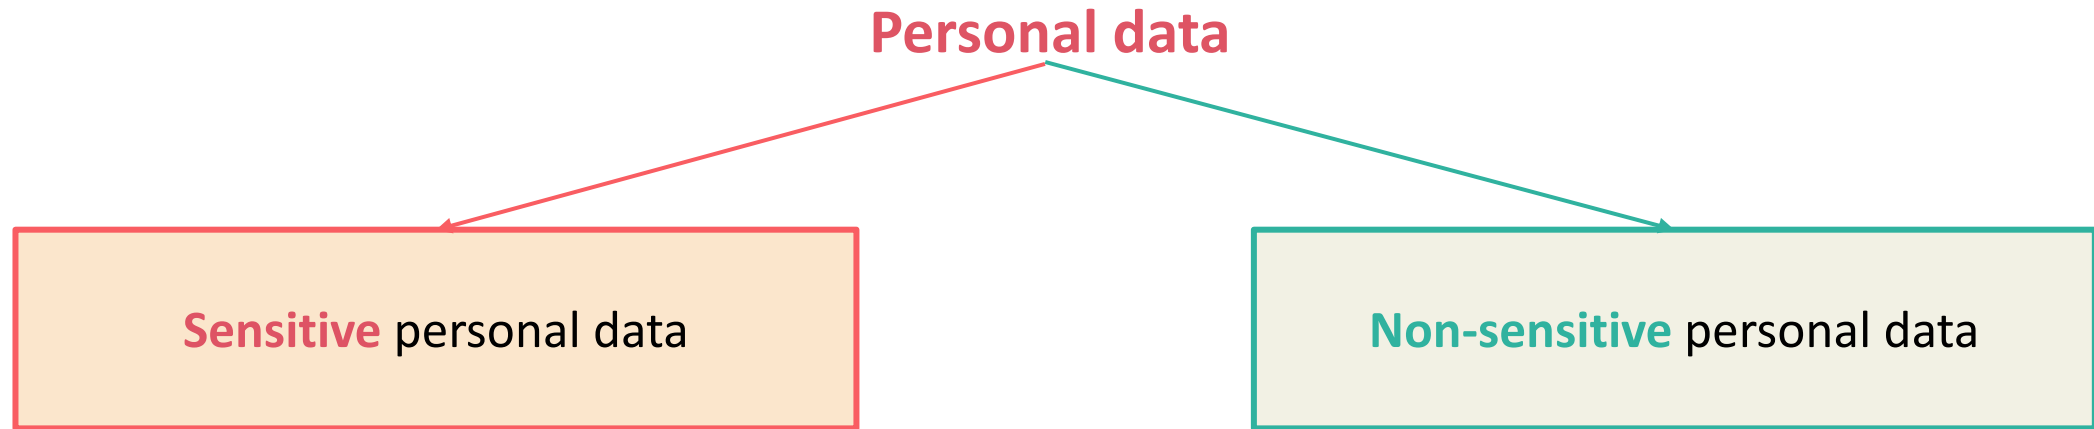 Personal data
Sensitive personal data
Non-sensitive personal data